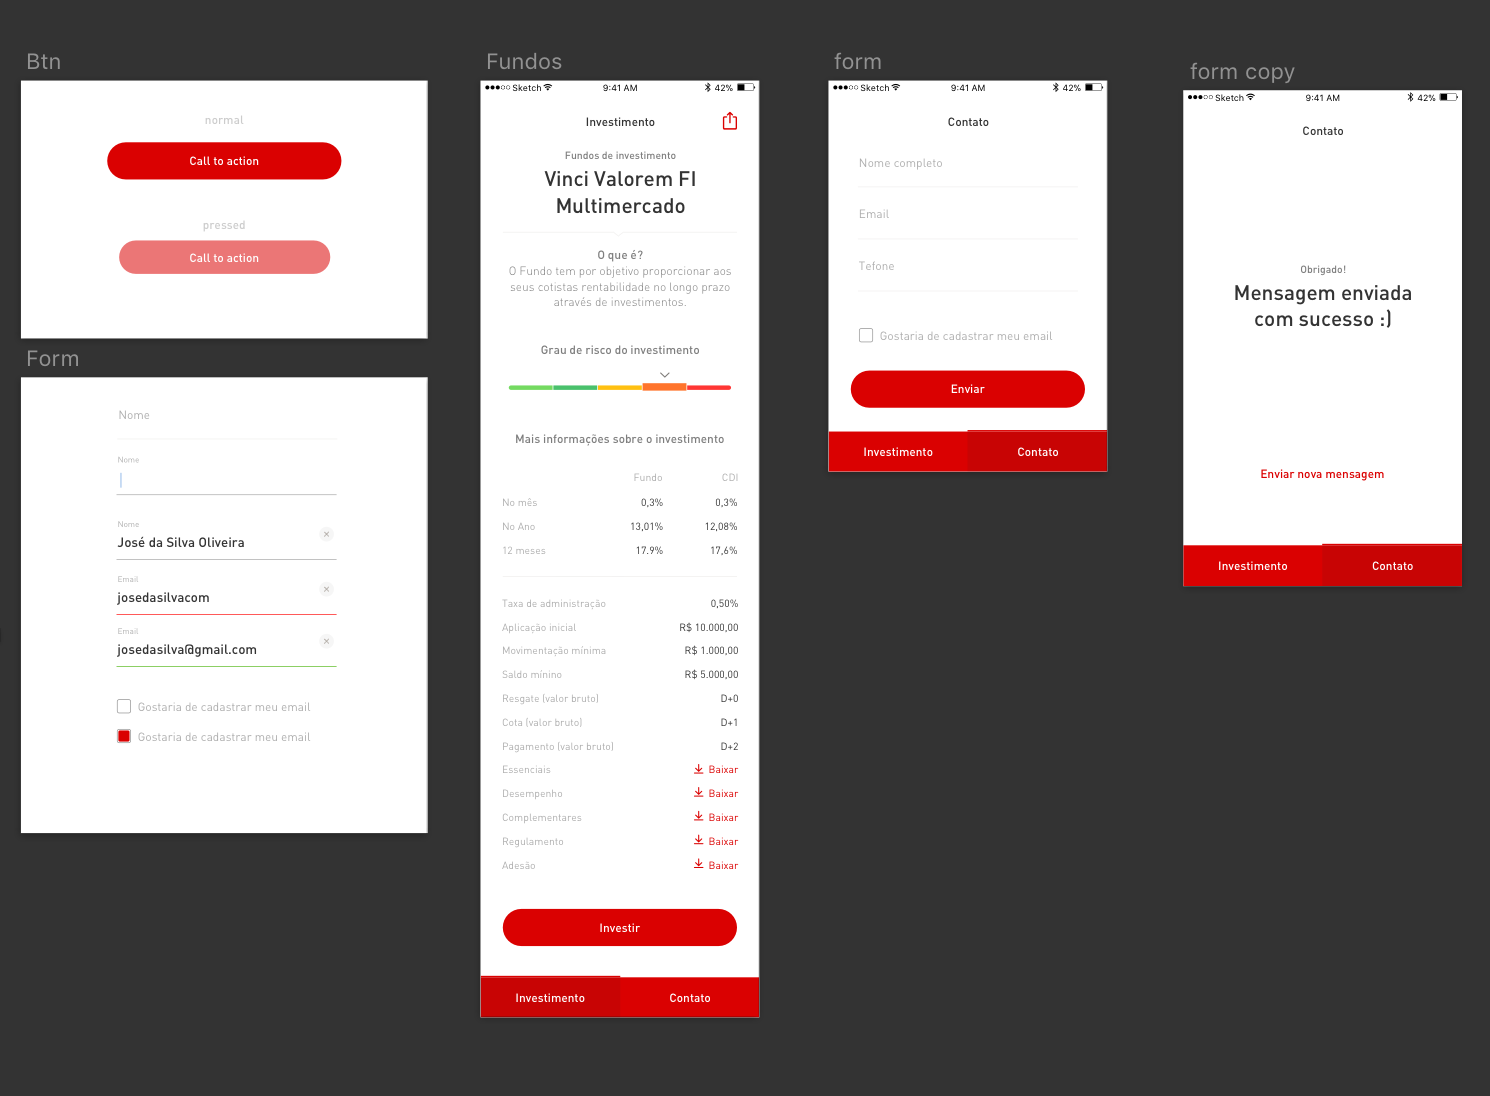 Btn
normal
Call to action
pressed
Call to action
Form
Nome
Nome
Nome
José da Silva Oliveira
Email
josedasilvacom
Email
josedasilva@gmail.com
Gostaria de cadastrar meu email
Gostaria de cadastrar meu email
Fundos
Sketch 9:41 AM 42%
Investimento
Fundos de investimento
Vinci Valorem FI
Multimercado
O que é?
O Fundo tem por objetivo proporcionar aos
seus cotistas rentabilidade no longo prazo
através de investimentos.
Grau de risco do investimento
Mais informações sobre o investimento
Fundo CDI
No mês 0,3% 0,3%
No Ano 13,01% 12,08%
12 meses 17.9% 17,6%
Taxa de administração 0,50%
Aplicação inicial R$ 10.000,00
Movimentação mínima R$ 1.000,00
Saldo mínino R$ 5.000,00
Resgate (valor bruto) D+0
Cota (valor bruto) D+1
Pagamento (valor bruto) D+2
Essenciais Baixar
Desempenho Baixar
Complementares Baixar
Regulamento Baixar
Adesão Baixar
Investir
Investimento Contato
form
Sketch 9:41 AM 42%
Contato
Nome completo
Email
Tefone
Gostaria de cadastrar meu email
Enviar
Investimento Contato
form copy
Sketch 9:41 AM 42%
Contato
Obrigado!
Mensagem enviada
com sucesso :)
Enviar nova mensagem
Investimento Contato